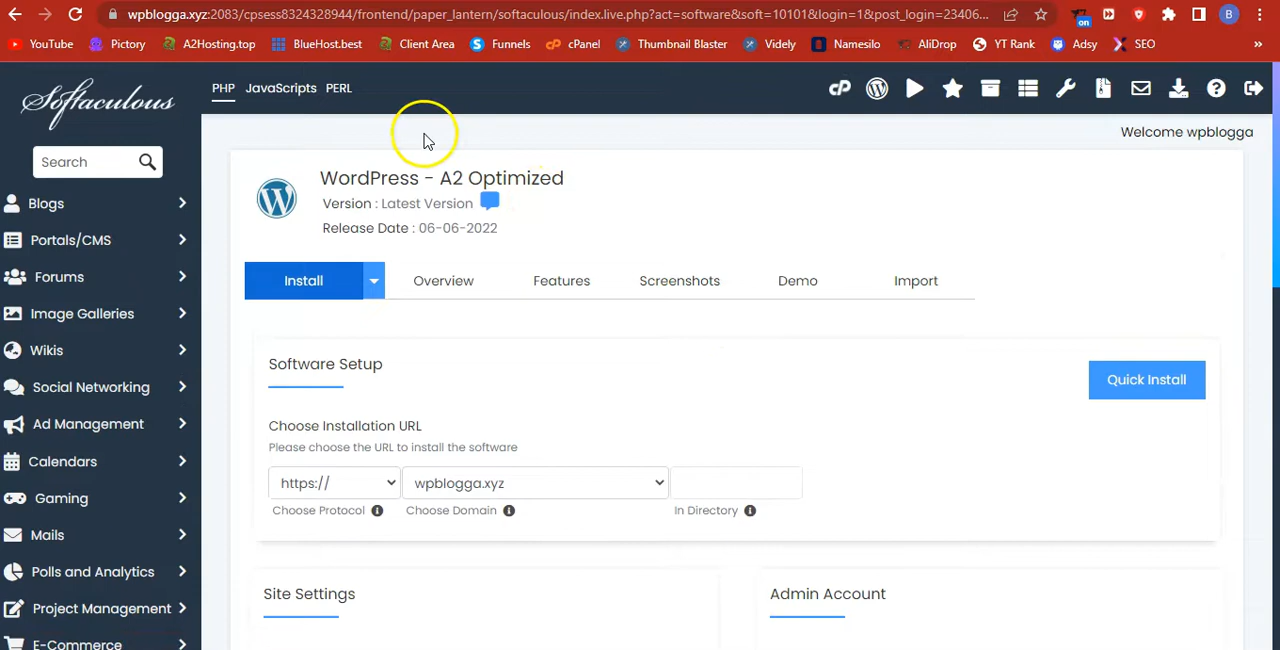 wpblogga.xyz:2083/cpsess8324328944/frontend/paper_lantern/softaculous/index.live.php?act=software&soft=10101&login=1&post_login=23406...
B
YouTube
Pictory
A2Hosting.top
BlueHost.best
Client Area
Funnels
cPanel
Thumbnail Blaster
Videly
Namesilo
AliDrop
YT Rank
Adsy
SEO
»
on
Softaculous
PHP JavaScripts PERL
Welcome wpblogga
Search
Blogs
Portals/CMS
Forums
Image Galleries
Wikis
Social Networking
Ad Management
Calendars
Gaming
Mails
Polls and Analytics
Project Management
E-Commerce
WordPress - A2 Optimized
Version : Latest Version
Release Date : 06-06-2022
Install Overview Features Screenshots Demo Import
Software Setup
Quick Install
Choose Installation URL
Please choose the URL to install the software
https:// wpblogga.xyz
Choose Protocol Choose Domain In Directory
Site Settings
Admin Account